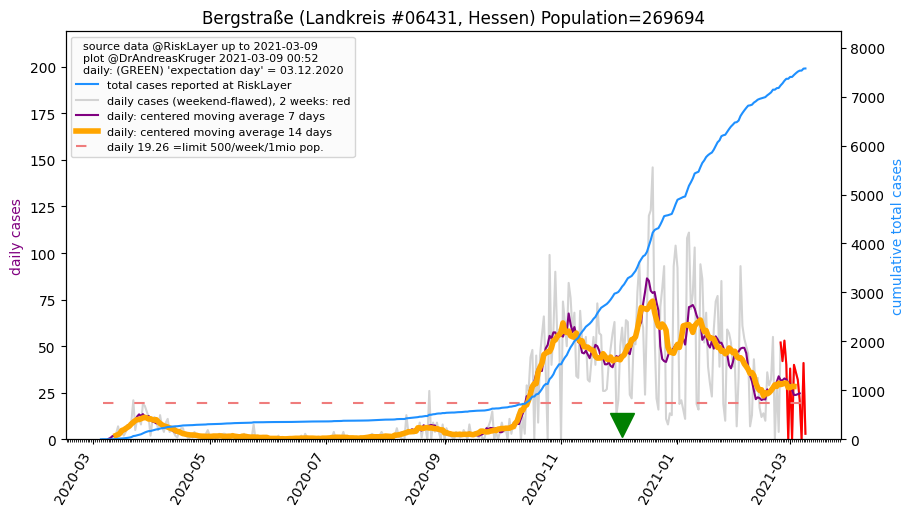 Bergstraße (Landkreis #06431, Hessen) Population=269694
source data @RiskLayer up to 2021-03-09
plot @DrAndreasKruger 2021-03-09 00:52
daily: (GREEN) 'expectation day' = 03.12.2020
total cases reported at RiskLayer
daily cases (weekend-flawed), 2 weeks: red
daily: centered moving average 7 days
daily: centered moving average 14 days
daily 19.26 =limit 500/week/1mio pop.
daily cases
200
175
150
125
100
75
50
25
0
8000
7000
6000
5000
4000
3000
2000
1000
0
cumulative total cases
2020-03
2020-05
2020-07
2020-09
2020-11
2021-01
2021-03